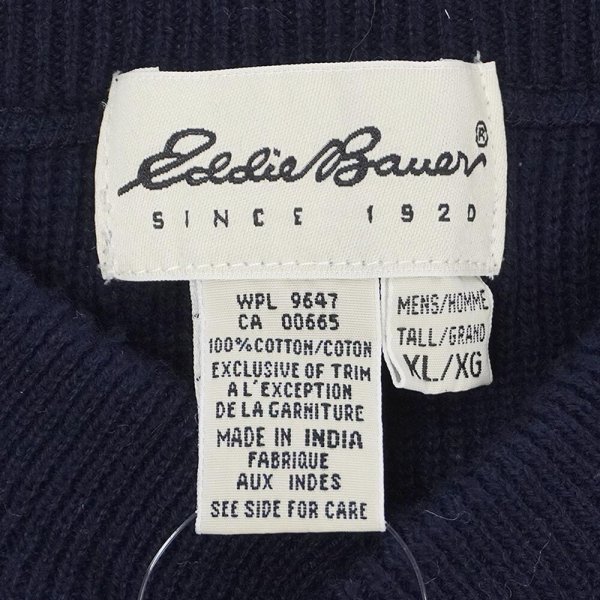 Eddie Bauer®
SINCE 1920
WPL 9647
CA 00665
100% COTTON/COTON
EXCLUSIVE OF TRIM
A L'EXCEPTION
DE LA GARNITURE
MADE IN INDIA
FABRIQUE
AUX INDES
SEE SIDE FOR CARE
MENS/HOMME
TALL/GRAND
XL/XG